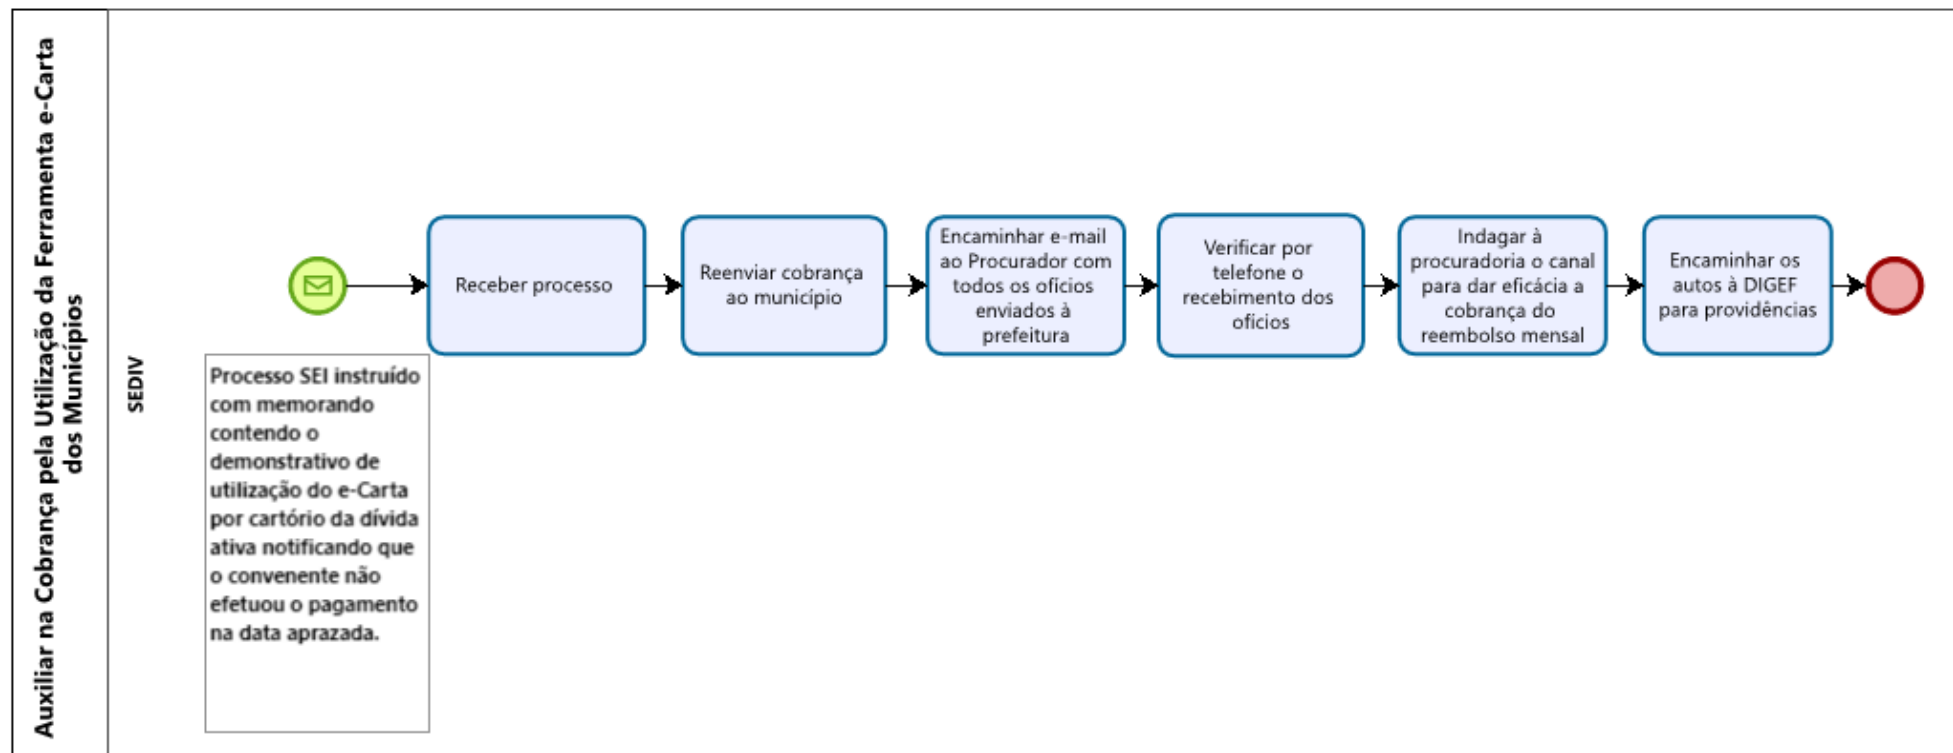 Auxiliar na Cobrança pela Utilização da Ferramenta e-Carta
dos Municípios
SEDIV
Processo SEI instruído
com memorando
contendo o
demonstrativo de
utilização do e-Carta
por cartório da dívida
ativa notificando que
o convenente não
efetuou o pagamento
na data aprazada.
Receber processo
Reenviar cobrança
ao município
Encaminhar e-mail
ao Procurador com
todos os ofícios
enviados à
prefeitura
Verificar por
telefone o
recebimento dos
ofícios
Indagar à
procuradoria o canal
para dar eficácia a
cobrança do
reembolso mensal
Encaminhar os
autos à DIGEF
para providências